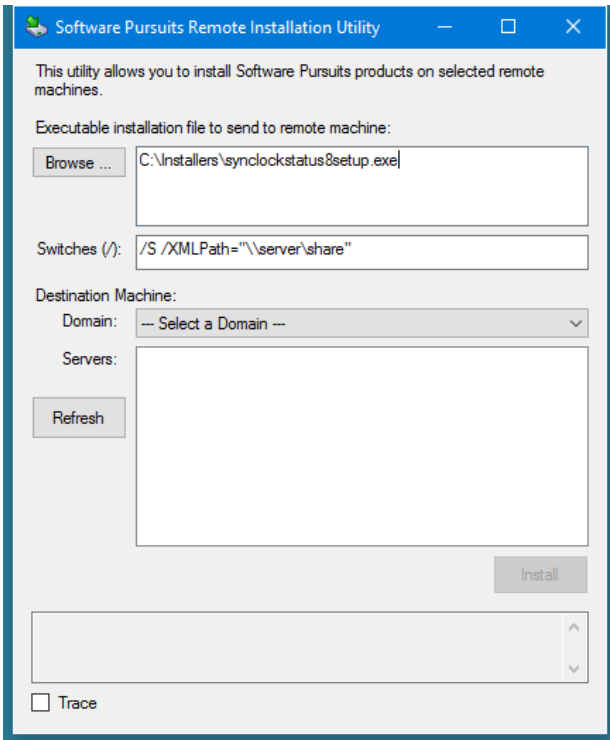 Software Pursuits Remote Installation Utility
This utility allows you to install Software Pursuits products on selected remote
machines.
Executable installation file to send to remote machine:
Browse ...
C:\Installers\synclockstatus8setup.exe
Switches (/):
/S /XMLPath="\\server\share"
Destination Machine:
Domain:
--- Select a Domain ---
Servers:
Refresh
Install
Trace